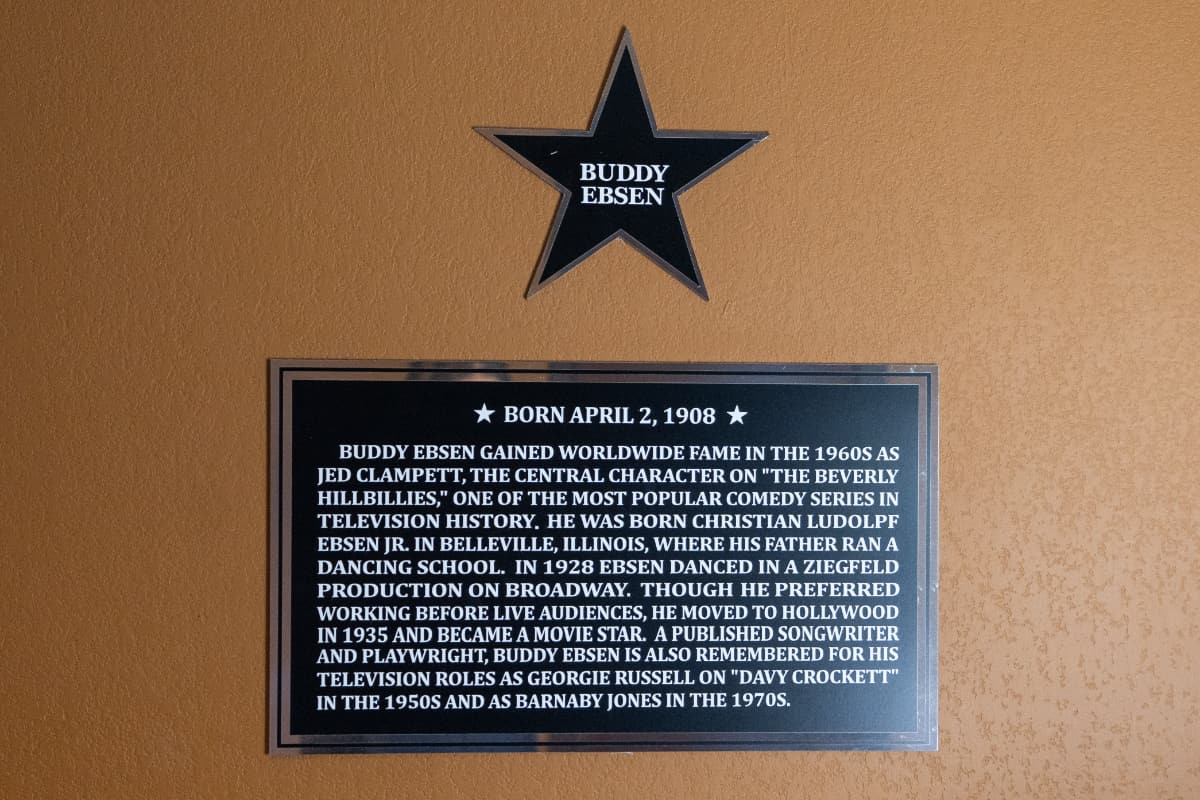 BUDDY
EBSEN
★ BORN APRIL 2, 1908 ★
BUDDY EBSEN GAINED WORLDWIDE FAME IN THE 1960S AS
JED CLAMPETT, THE CENTRAL CHARACTER ON "THE BEVERLY
HILLBILLIES," ONE OF THE MOST POPULAR COMEDY SERIES IN
TELEVISION HISTORY. HE WAS BORN CHRISTIAN LUDOLPF
EBSEN JR. IN BELLEVILLE, ILLINOIS, WHERE HIS FATHER RAN A
DANCING SCHOOL. IN 1928 EBSEN DANCED IN A ZIEGFELD
PRODUCTION ON BROADWAY. THOUGH HE PREFERRED
WORKING BEFORE LIVE AUDIENCES, HE MOVED TO HOLLYWOOD
IN 1935 AND BECAME A MOVIE STAR. A PUBLISHED SONGWRITER
AND PLAYWRIGHT, BUDDY EBSEN IS ALSO REMEMBERED FOR HIS
TELEVISION ROLES AS GEORGIE RUSSELL ON "DAVY CROCKETT"
IN THE 1950S AND AS BARNABY JONES IN THE 1970S.